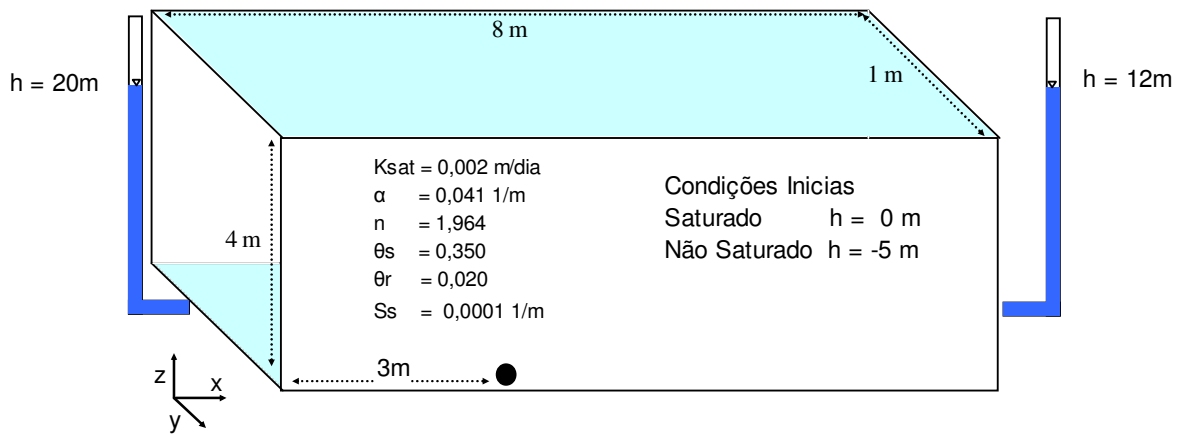 8 m
1 m
h = 20m
h = 12m
Ksat = 0,002 m/dia
α = 0,041 1/m
n = 1,964
θs = 0,350
θr = 0,020
Ss = 0,0001 1/m
Condições Inicias
Saturado h = 0 m
Não Saturado h = -5 m
4 m
3m
z
x
y